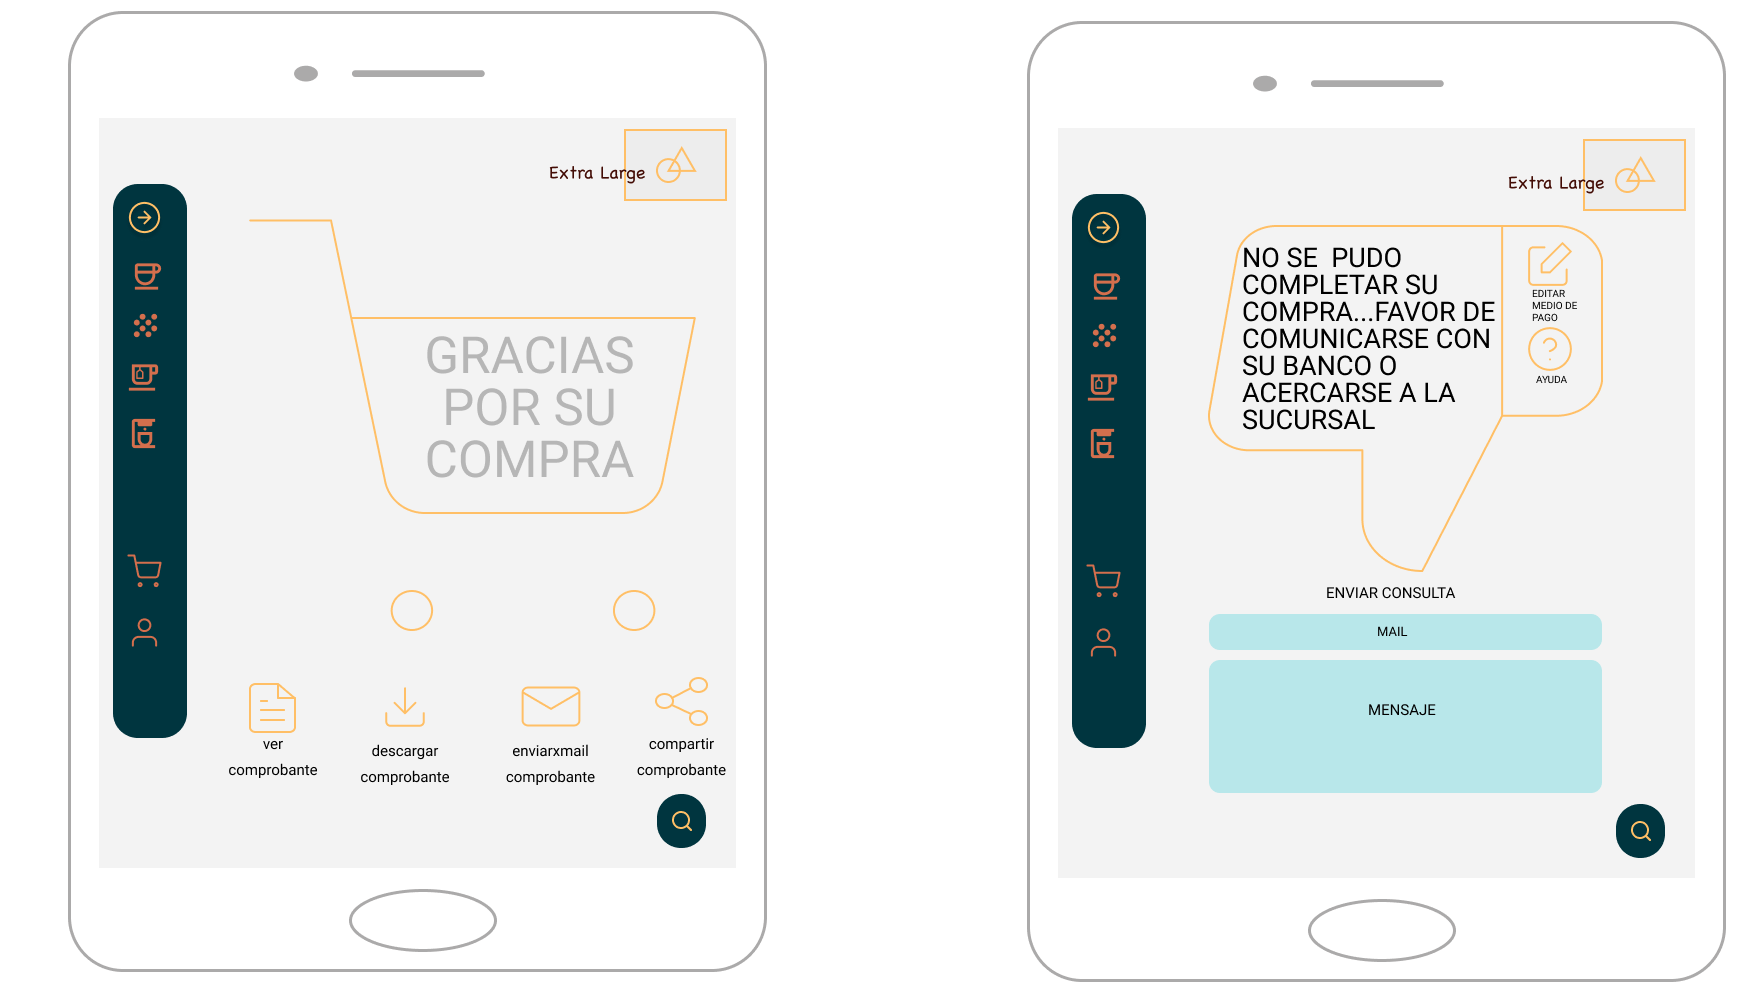 Extra Large
GRACIAS
POR SU
COMPRA
ver
comprobante
descargar
comprobante
enviarxmail
comprobante
compartir
comprobante
Extra Large
NO SE  PUDO
COMPLETAR SU
COMPRA...FAVOR DE
COMUNICARSE CON
SU BANCO O
ACERCARSE A LA
SUCURSAL
EDITAR
MEDIO DE
PAGO
AYUDA
ENVIAR CONSULTA
MAIL
MENSAJE